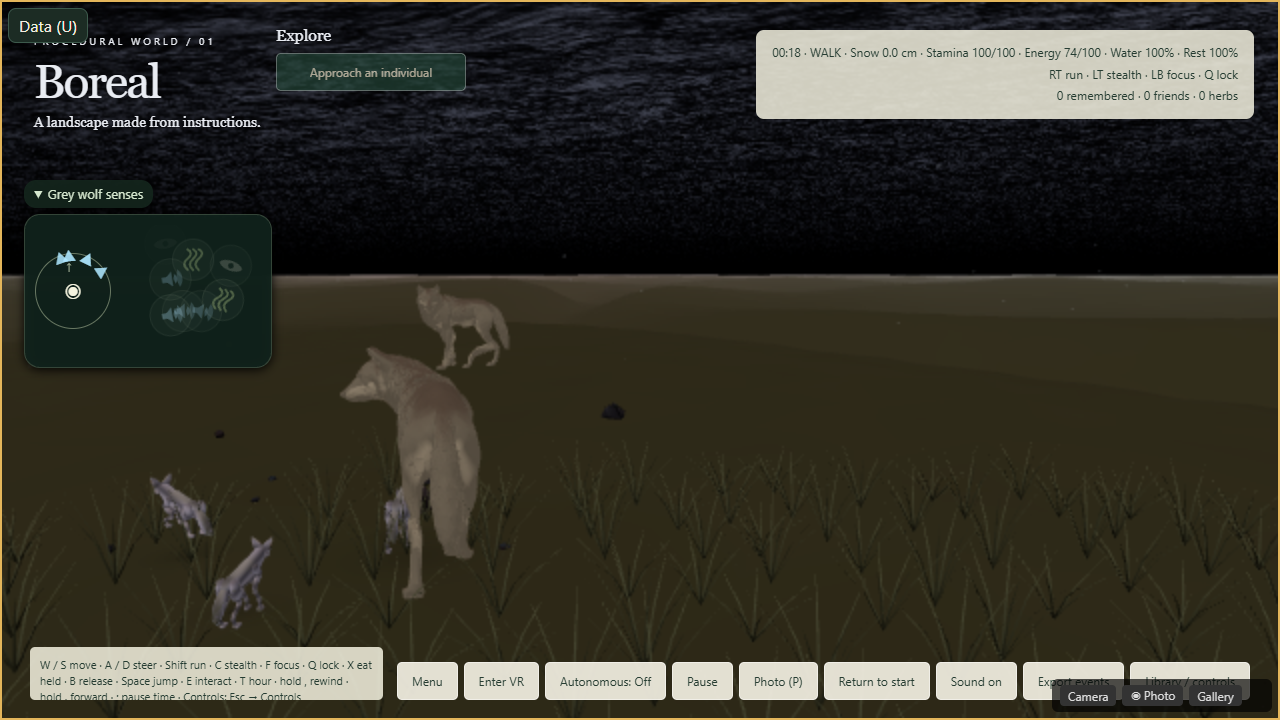 Data (U)
PROCEDURAL WORLD / 01
Boreal
A landscape made from instructions.
Explore
Approach an individual
00:18 · WALK · Snow 0.0 cm · Stamina 100/100 · Energy 74/100 · Water 100% · Rest 100%
RT run · LT stealth · LB focus · Q lock
0 remembered · 0 friends · 0 herbs
▼ Grey wolf senses
W / S move · A / D steer · Shift run · C stealth · F focus · Q lock · X eat
held · B release · Space jump · E interact · T hour · hold , rewind ·
hold . forward · ; pause time · Controls: Esc → Controls
Menu
Enter VR
Autonomous: Off
Pause
Photo (P)
Return to start
Sound on
Export events
Library / controls
Camera
◉ Photo
Gallery